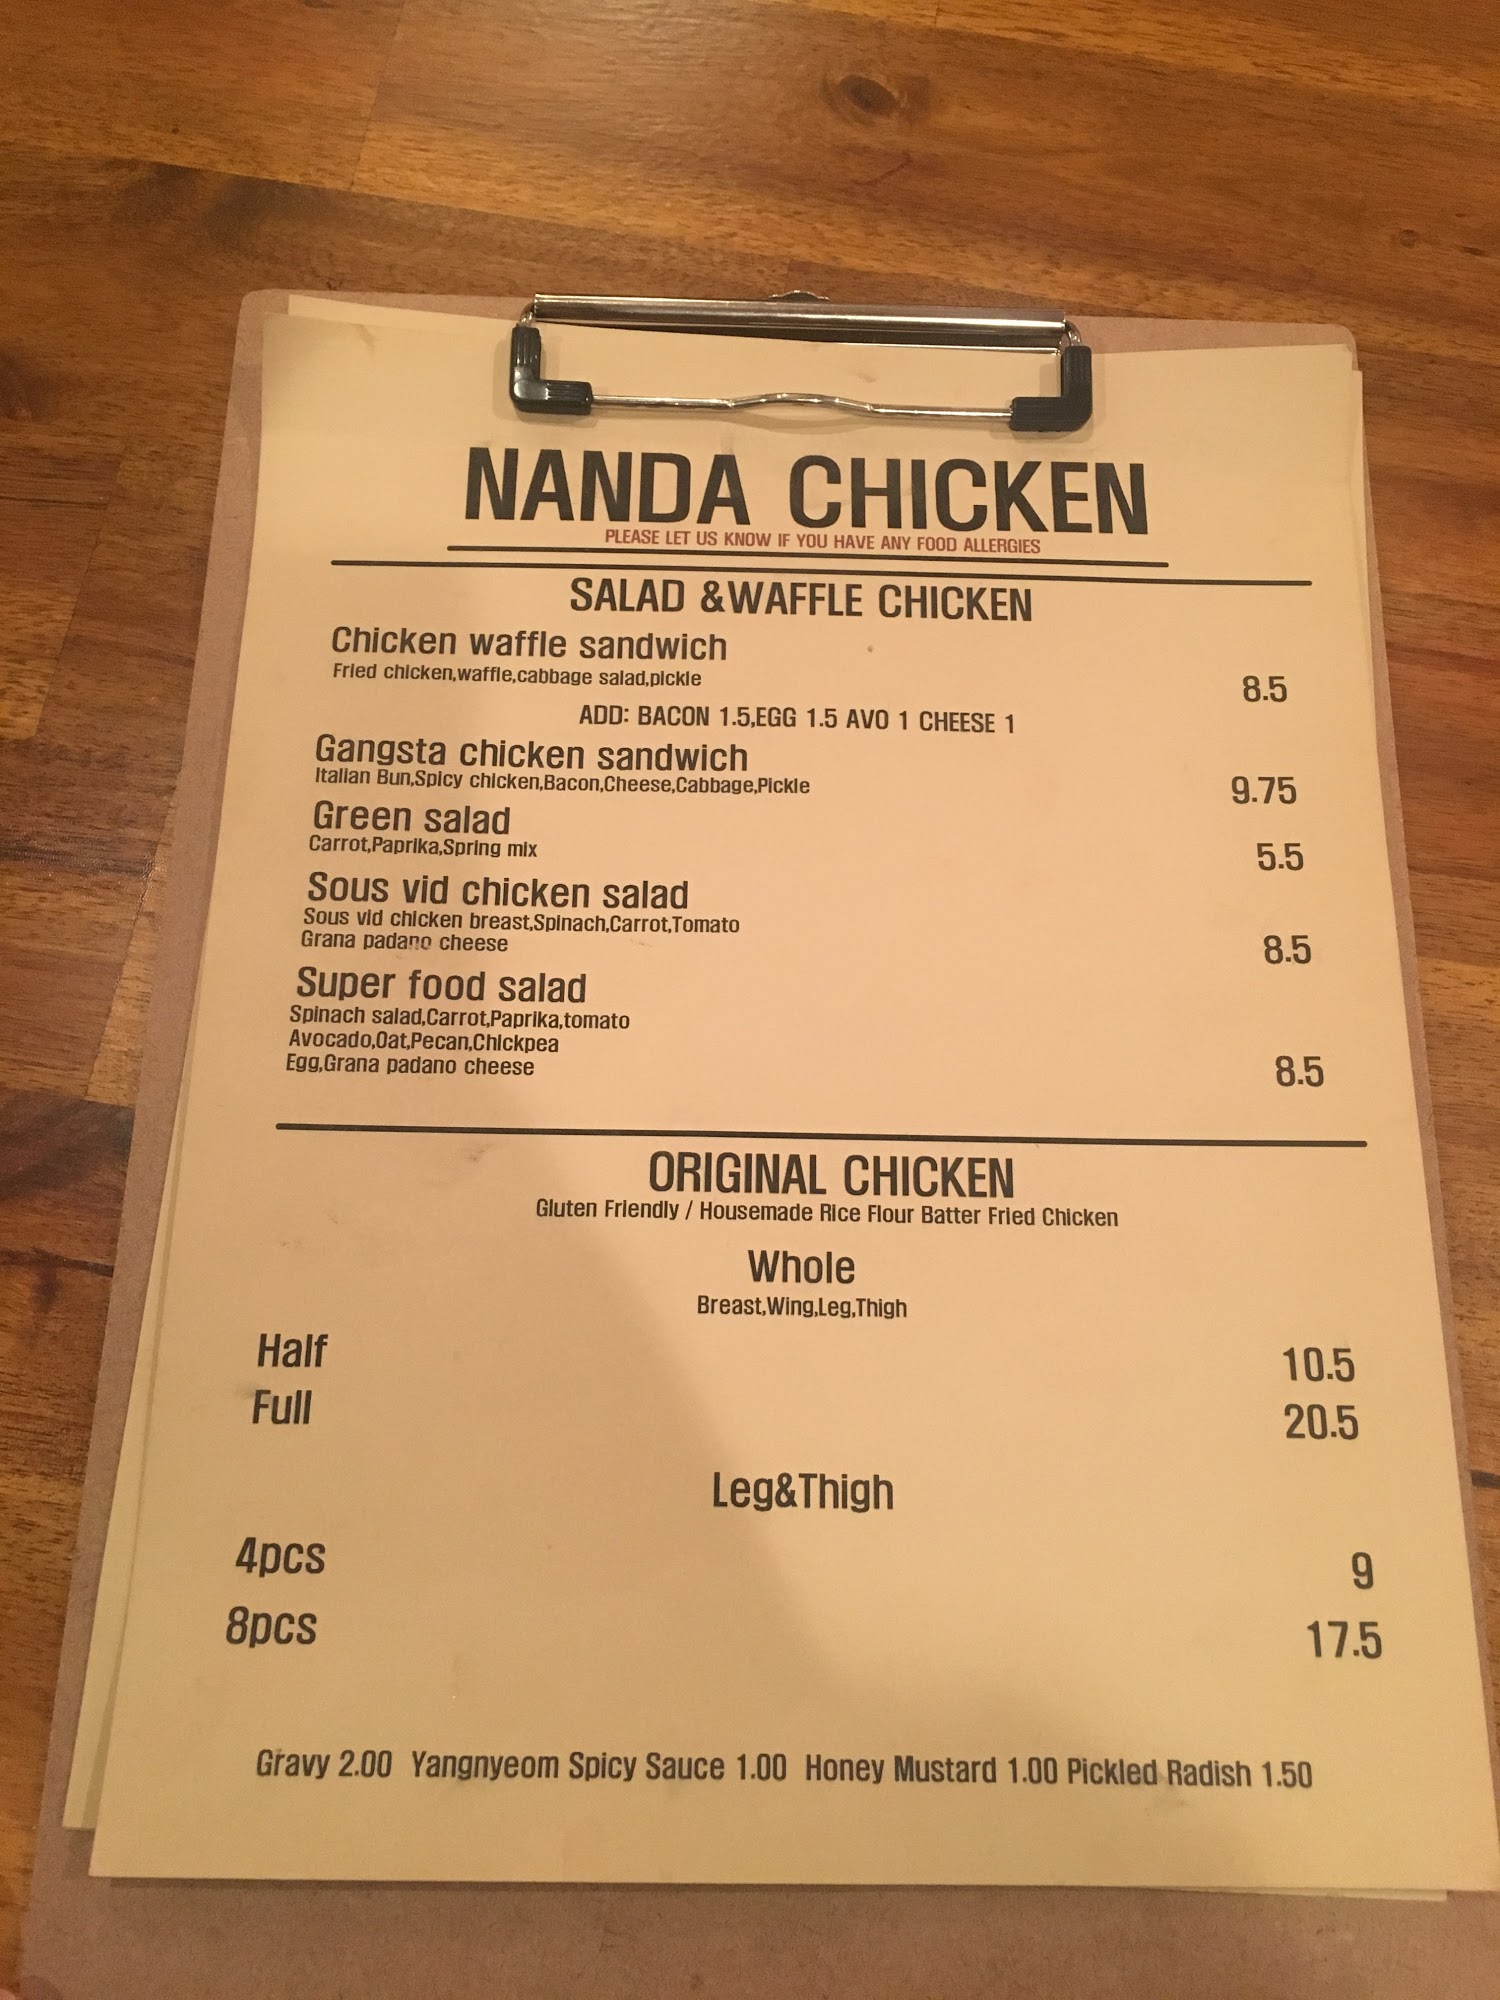 NANDA CHICKEN
PLEASE LET US KNOW IF YOU HAVE ANY FOOD ALLERGIES
SALAD &WAFFLE CHICKEN
Chicken waffle sandwich
Fried chicken,waffle,cabbage salad,pickle
8.5
ADD: BACON 1.5,EGG 1.5 AVO 1 CHEESE 1
Gangsta chicken sandwich
Italian Bun,Spicy chicken,Bacon,Cheese,Cabbage,Pickle
9.75
Green salad
Carrot,Paprika,Spring mix
5.5
Sous vid chicken salad
Sous vid chicken breast,Spinach,Carrot,Tomato
Grana padano cheese
8.5
Super food salad
Spinach salad,Carrot,Paprika,tomato
Avocado,Oat,Pecan,Chickpea
Egg,Grana padano cheese
8.5
ORIGINAL CHICKEN
Gluten Friendly / Housemade Rice Flour Batter Fried Chicken
Whole
Breast,Wing,Leg,Thigh
Half 10.5
Full 20.5
Leg&Thigh
4pcs 9
8pcs 17.5
Gravy 2.00 Yangnyeom Spicy Sauce 1.00 Honey Mustard 1.00 Pickled Radish 1.50